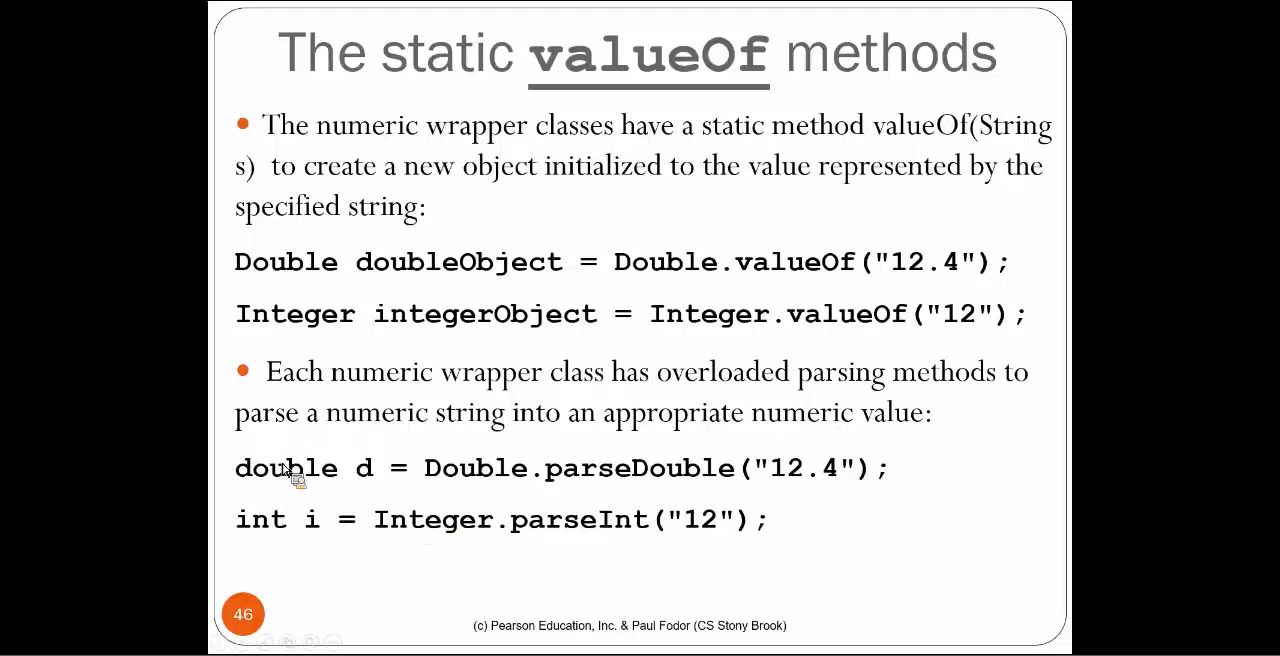 The static valueOf methods
• The numeric wrapper classes have a static method valueOf(String
s)  to create a new object initialized to the value represented by the
specified string:
Double doubleObject = Double.valueOf("12.4");
Integer integerObject = Integer.valueOf("12");
• Each numeric wrapper class has overloaded parsing methods to
parse a numeric string into an appropriate numeric value:
double d = Double.parseDouble("12.4");
int i = Integer.parseInt("12");
46
(c) Pearson Education, Inc. & Paul Fodor (CS Stony Brook)